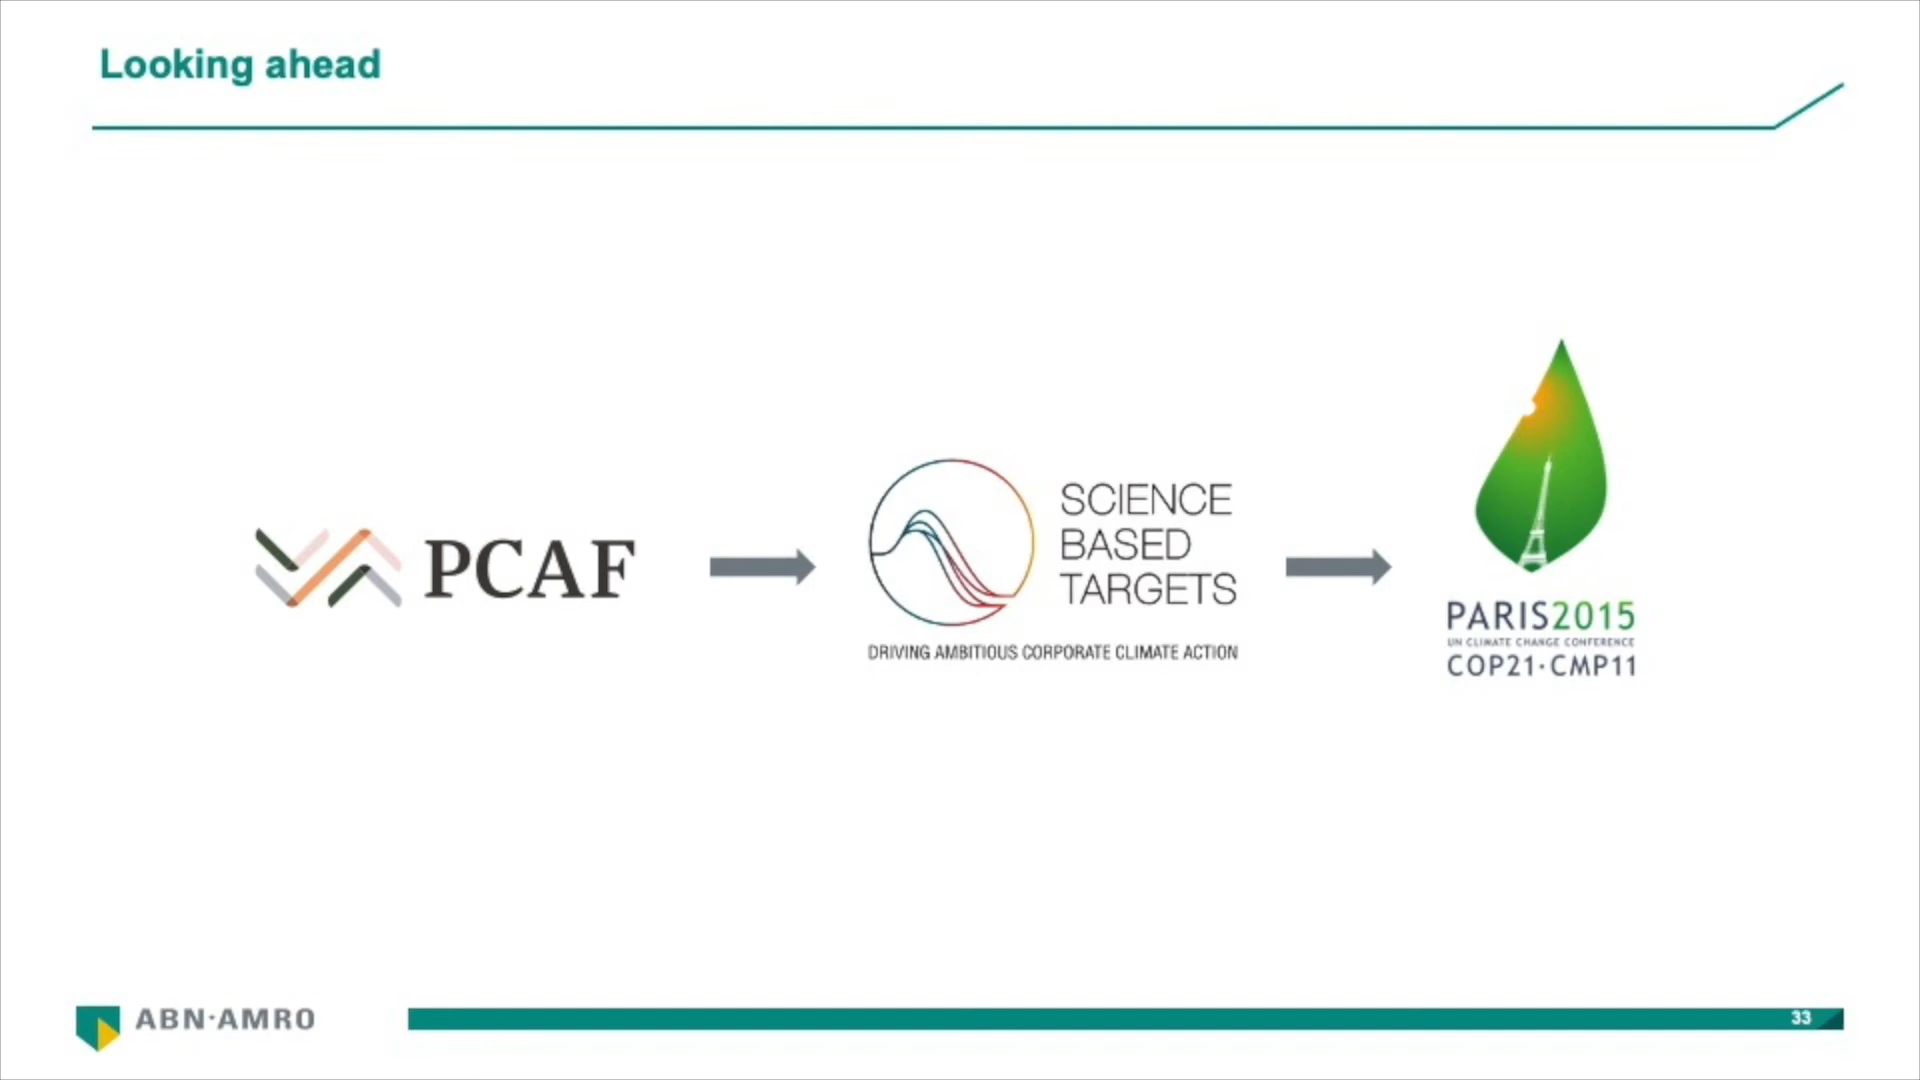 Looking ahead
PCAF
SCIENCE
BASED
TARGETS
DRIVING AMBITIOUS CORPORATE CLIMATE ACTION
PARIS2015
UN CLIMATE CHANGE CONFERENCE
COP21·CMP11
ABN·AMRO
33